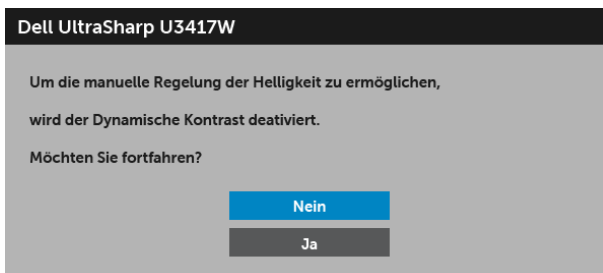 Dell UltraSharp U3417W
Um die manuelle Regelung der Helligkeit zu ermöglichen,
wird der Dynamische Kontrast deativiert.
Möchten Sie fortfahren?
Nein
Ja